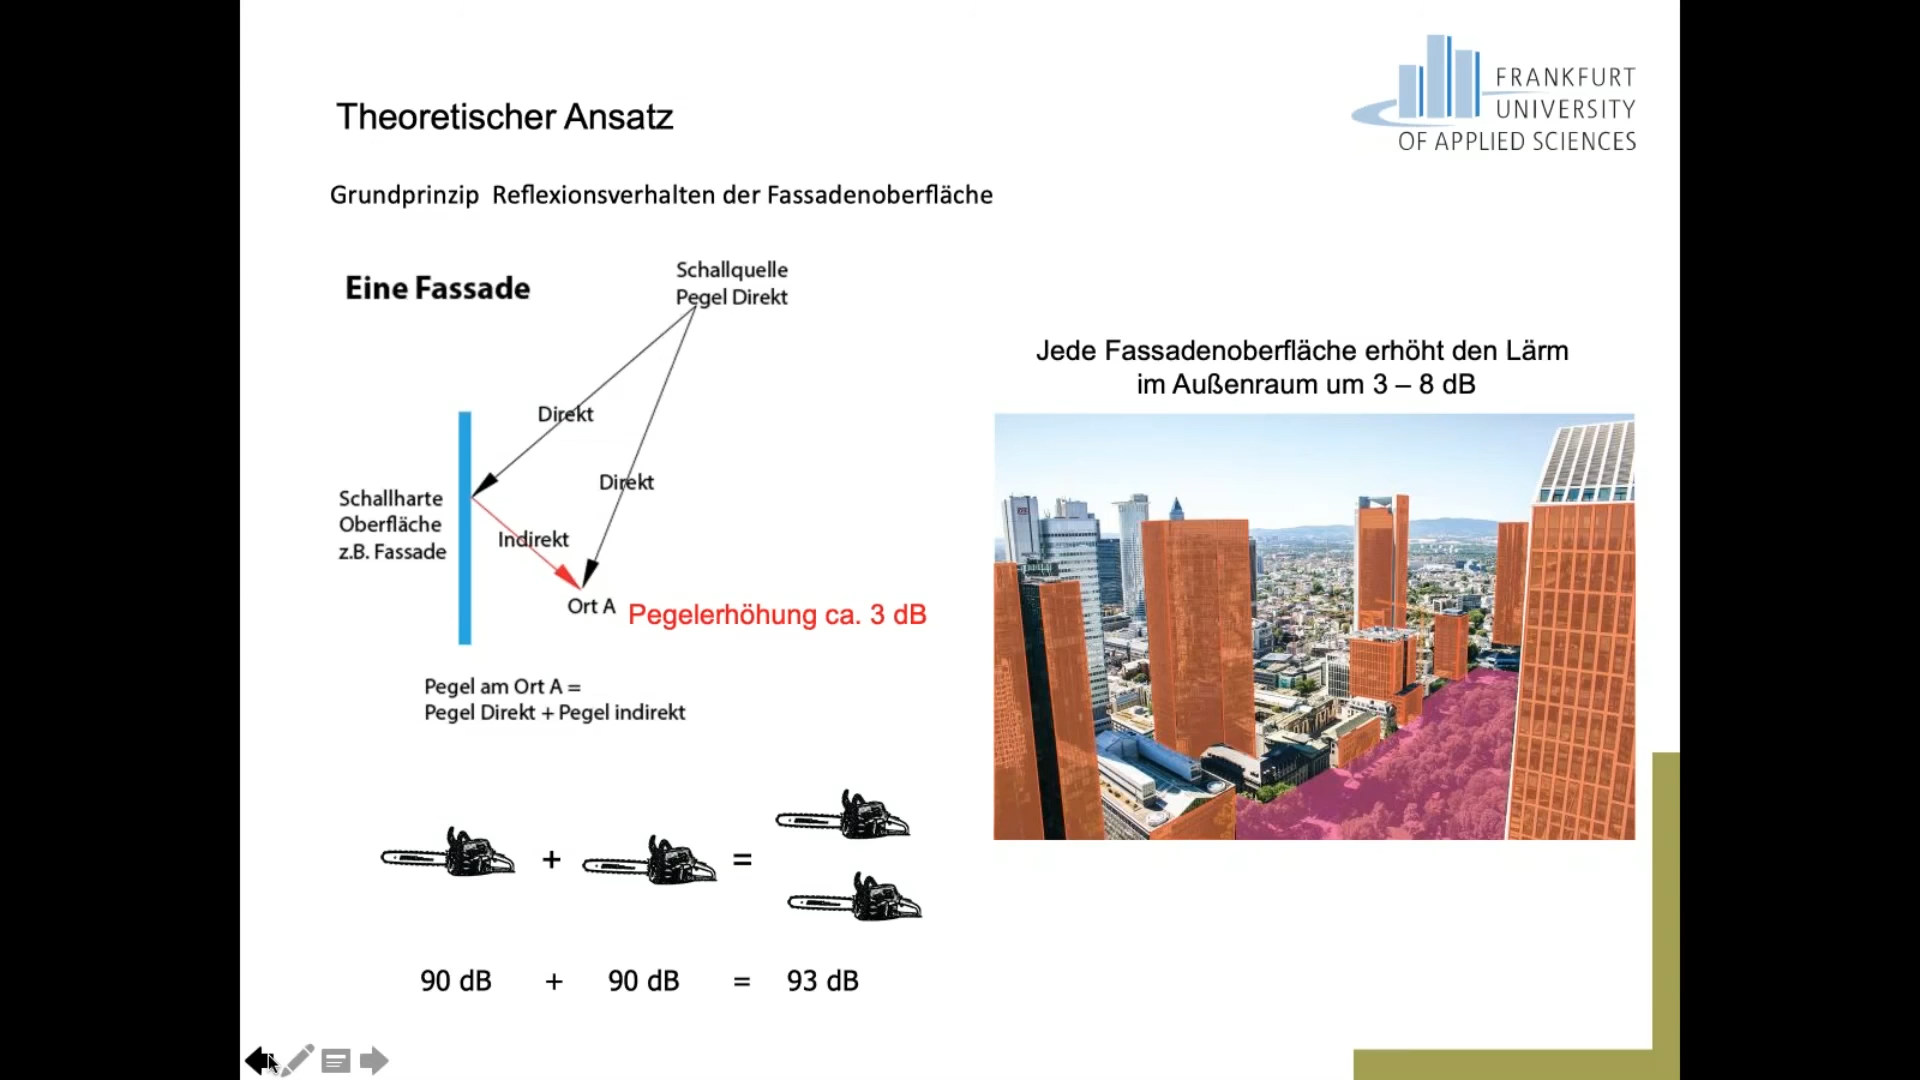 FRANKFURT
UNIVERSITY
OF APPLIED SCIENCES
Theoretischer Ansatz
Grundprinzip Reflexionsverhalten der Fassadenoberfläche
Eine Fassade
Schallquelle
Pegel Direkt
Direkt
Direkt
Schallharte
Oberfläche
z.B. Fassade
Indirekt
Ort A
Pegelerhöhung ca. 3 dB
Pegel am Ort A =
Pegel Direkt + Pegel indirekt
+ =
90 dB + 90 dB = 93 dB
Jede Fassadenoberfläche erhöht den Lärm
im Außenraum um 3 – 8 dB